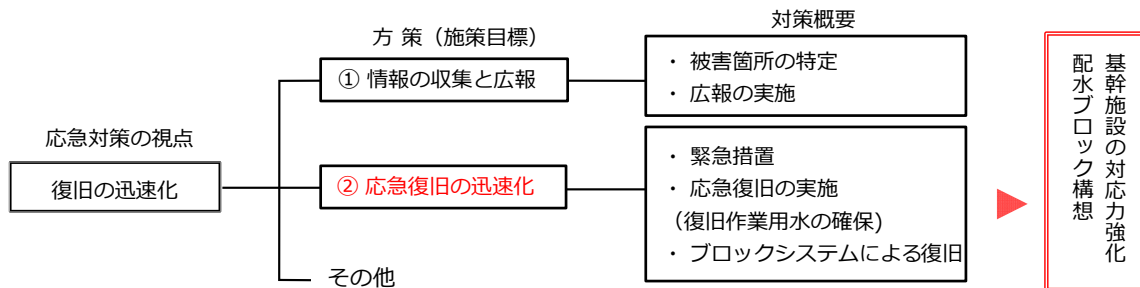 対策概要
方 策（施策目標）
① 情報の収集と広報
・ 被害箇所の特定
・ 広報の実施
応急対策の視点
復旧の迅速化
② 応急復旧の迅速化
・ 緊急措置
・ 応急復旧の実施
（復旧作業用水の確保)
・ ブロックシステムによる復旧
その他
基幹施設の対応力強化
配水ブロック構想